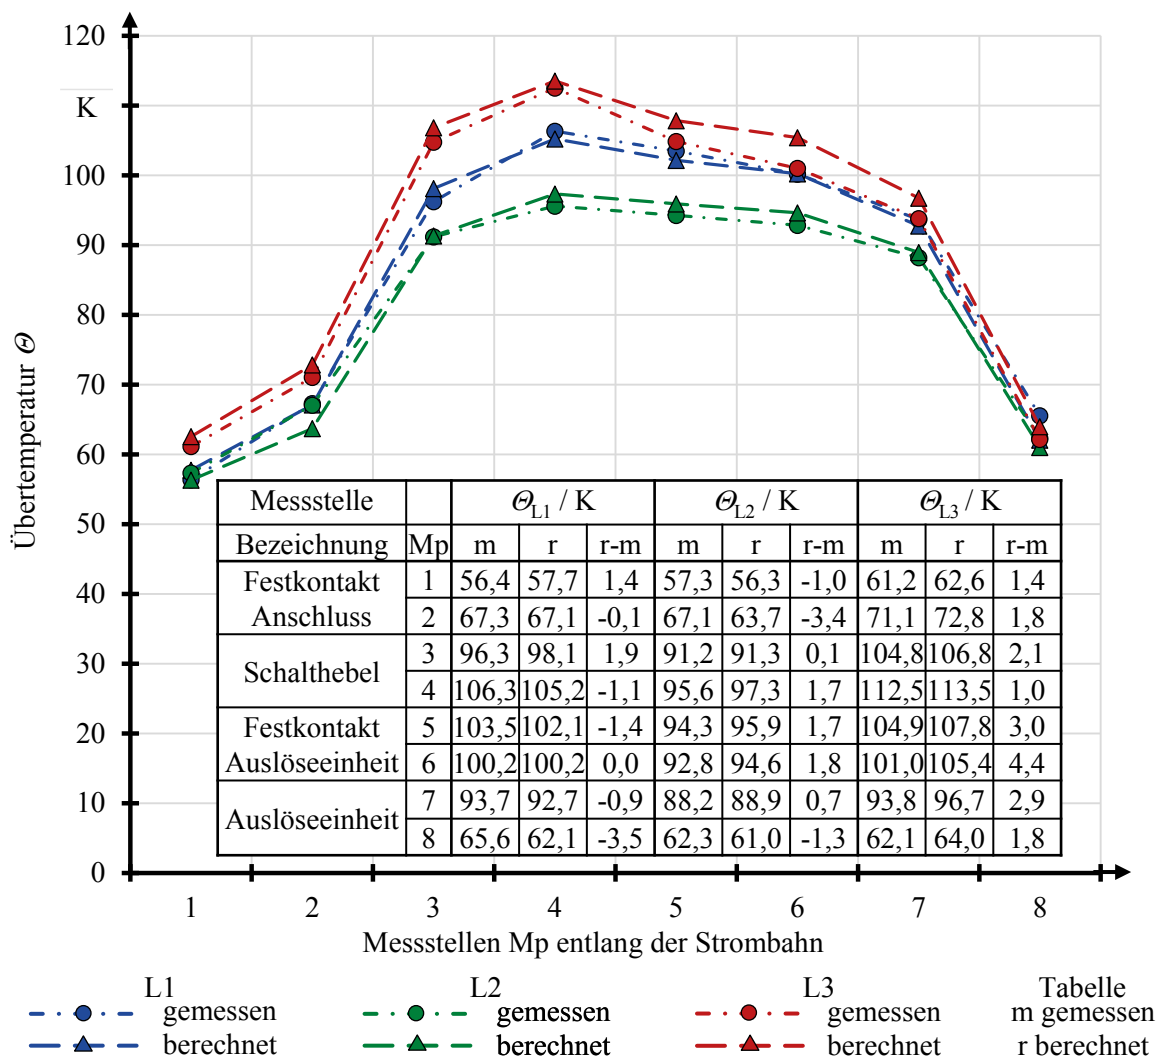 120
K
100
90
80
70
60
50
40
30
20
10
0
Übertemperatur Θ
Messstelle Θ_L1 / K Θ_L2 / K Θ_L3 / K
Bezeichnung Mp m r r-m m r r-m m r r-m
Festkontakt 1 56,4 57,7 1,4 57,3 56,3 -1,0 61,2 62,6 1,4
Anschluss 2 67,3 67,1 -0,1 67,1 63,7 -3,4 71,1 72,8 1,8
Schalthebel
3 96,3 98,1 1,9 91,2 91,3 0,1 104,8 106,8 2,1
4 106,3 105,2 -1,1 95,6 97,3 1,7 112,5 113,5 1,0
Festkontakt 5 103,5 102,1 -1,4 94,3 95,9 1,7 104,9 107,8 3,0
Auslöseeinheit 6 100,2 100,2 0,0 92,8 94,6 1,8 101,0 105,4 4,4
Auslöseeinheit
7 93,7 92,7 -0,9 88,2 88,9 0,7 93,8 96,7 2,9
8 65,6 62,1 -3,5 62,3 61,0 -1,3 62,1 64,0 1,8
1 2 3 4 5 6 7 8
Messstellen Mp entlang der Strombahn
L1 L2 L3 Tabelle
gemessen gemessen gemessen m gemessen
berechnet berechnet berechnet r berechnet